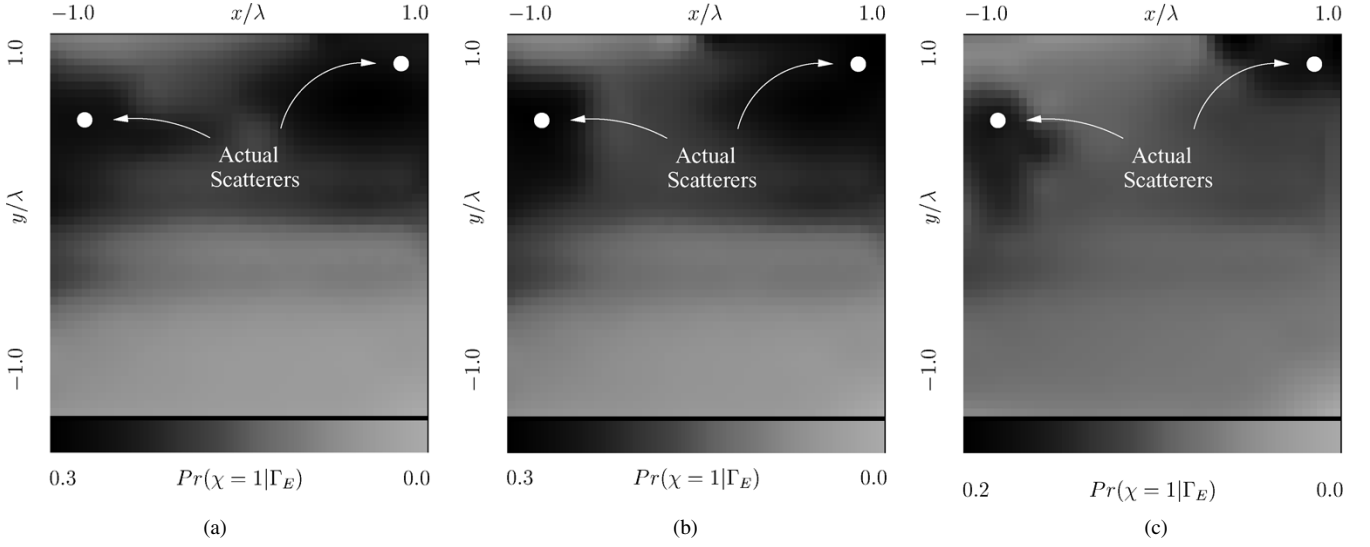 −1.0 x/λ 1.0
1.0
y/λ
−1.0
Actual
Scatterers
0.3 Pr(χ = 1|Γ_E) 0.0
(a)
−1.0 x/λ 1.0
1.0
y/λ
−1.0
Actual
Scatterers
0.3 Pr(χ = 1|Γ_E) 0.0
(b)
−1.0 x/λ 1.0
1.0
y/λ
−1.0
Actual
Scatterers
0.2 Pr(χ = 1|Γ_E) 0.0
(c)